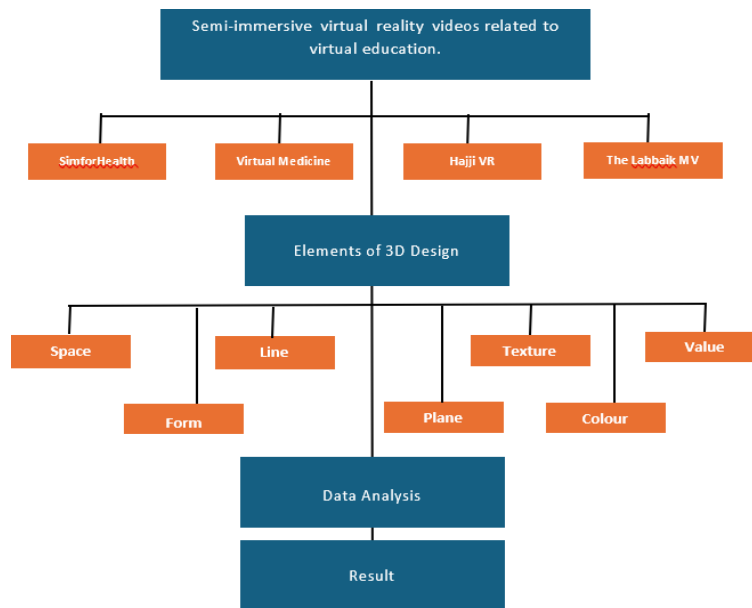 Semi-immersive virtual reality videos related to
virtual education.
SimforHealth
Virtual Medicine
Hajji VR
The Labbaik MV
Elements of 3D Design
Space
Line
Texture
Value
Form
Plane
Colour
Data Analysis
Result